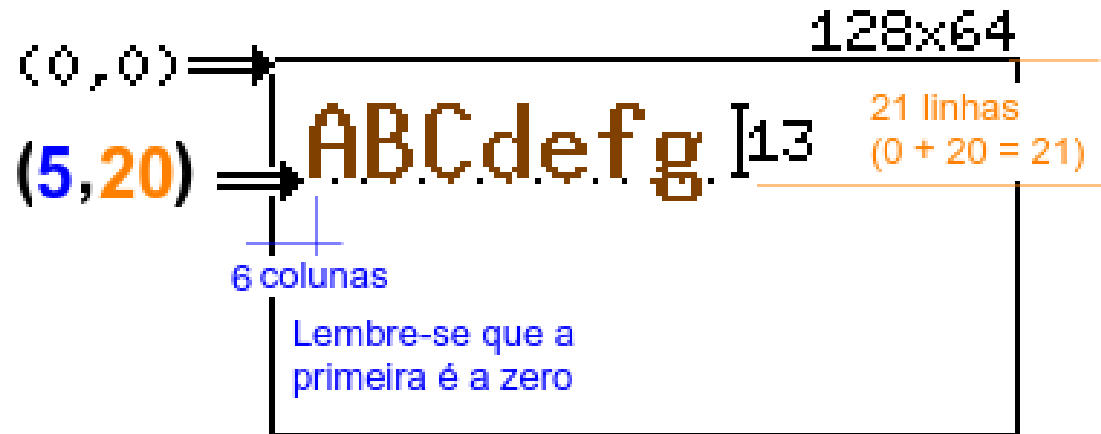 128x64
(0,0)
21 linhas
ABCdefg
13
(0 + 20 = 21)
(5,20)
6 colunas
Lembre-se que a
primeira é a zero